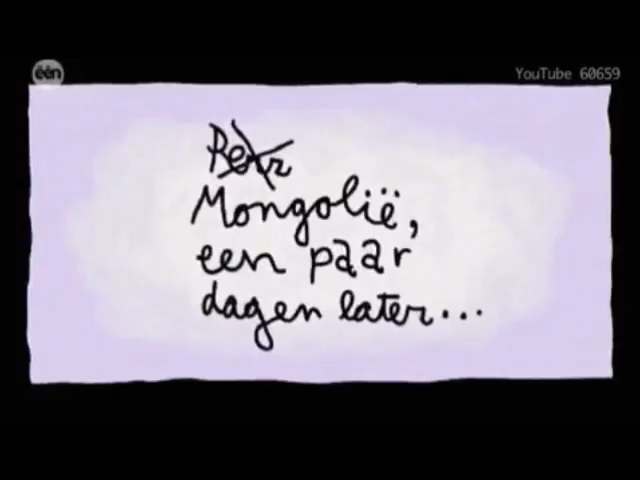 één
YouTube 60659
Mongolië,
een paar
dagen later...